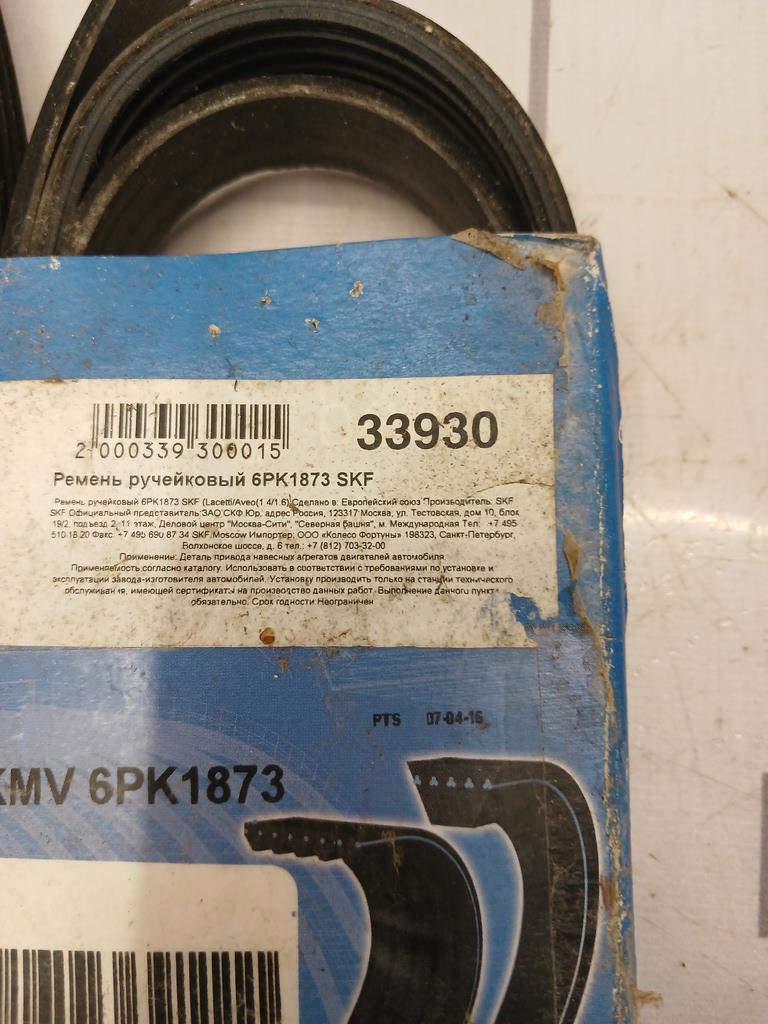 33930
2 000339 300015
Ремень ручейковый 6PK1873 SKF
Ремень ручейковый 6PK1873 SKF (Lacetti/Aveo(1.4/1.6) Сделано в: Европейский союз Производитель: SKF
SKF Официальный представитель:ЗАО СКФ Юр, адрес Россия, 123317 Москва, ул. Тестовская, дом 10, блок
19/2, подъезд 2, 11 этаж, Деловой центр "Москва-Сити", "Северная башня", м. Международная Тел: +7 495
510 18 20 Факс: +7 495 690 87 34 SKF.Moscow Импортер: ООО «Колесо Фортуны» 198323, Санкт-Петербург,
Волхонское шоссе, д. 6 тел.: +7 (812) 703-32-00
Применение: Деталь привода навесных агрегатов двигателей автомобиля
Применяемость:согласно каталогу. Использовать в соответствии с требованиями по установке и
эксплуатации завода-изготовителя автомобилей. Установку производить только на станции технического
обслуживания, имеющей сертификаты на производство данных работ. Выполнение данного пункта
обязательно. Срок годности Неограничен
PTS 07-04-16
6PK1873